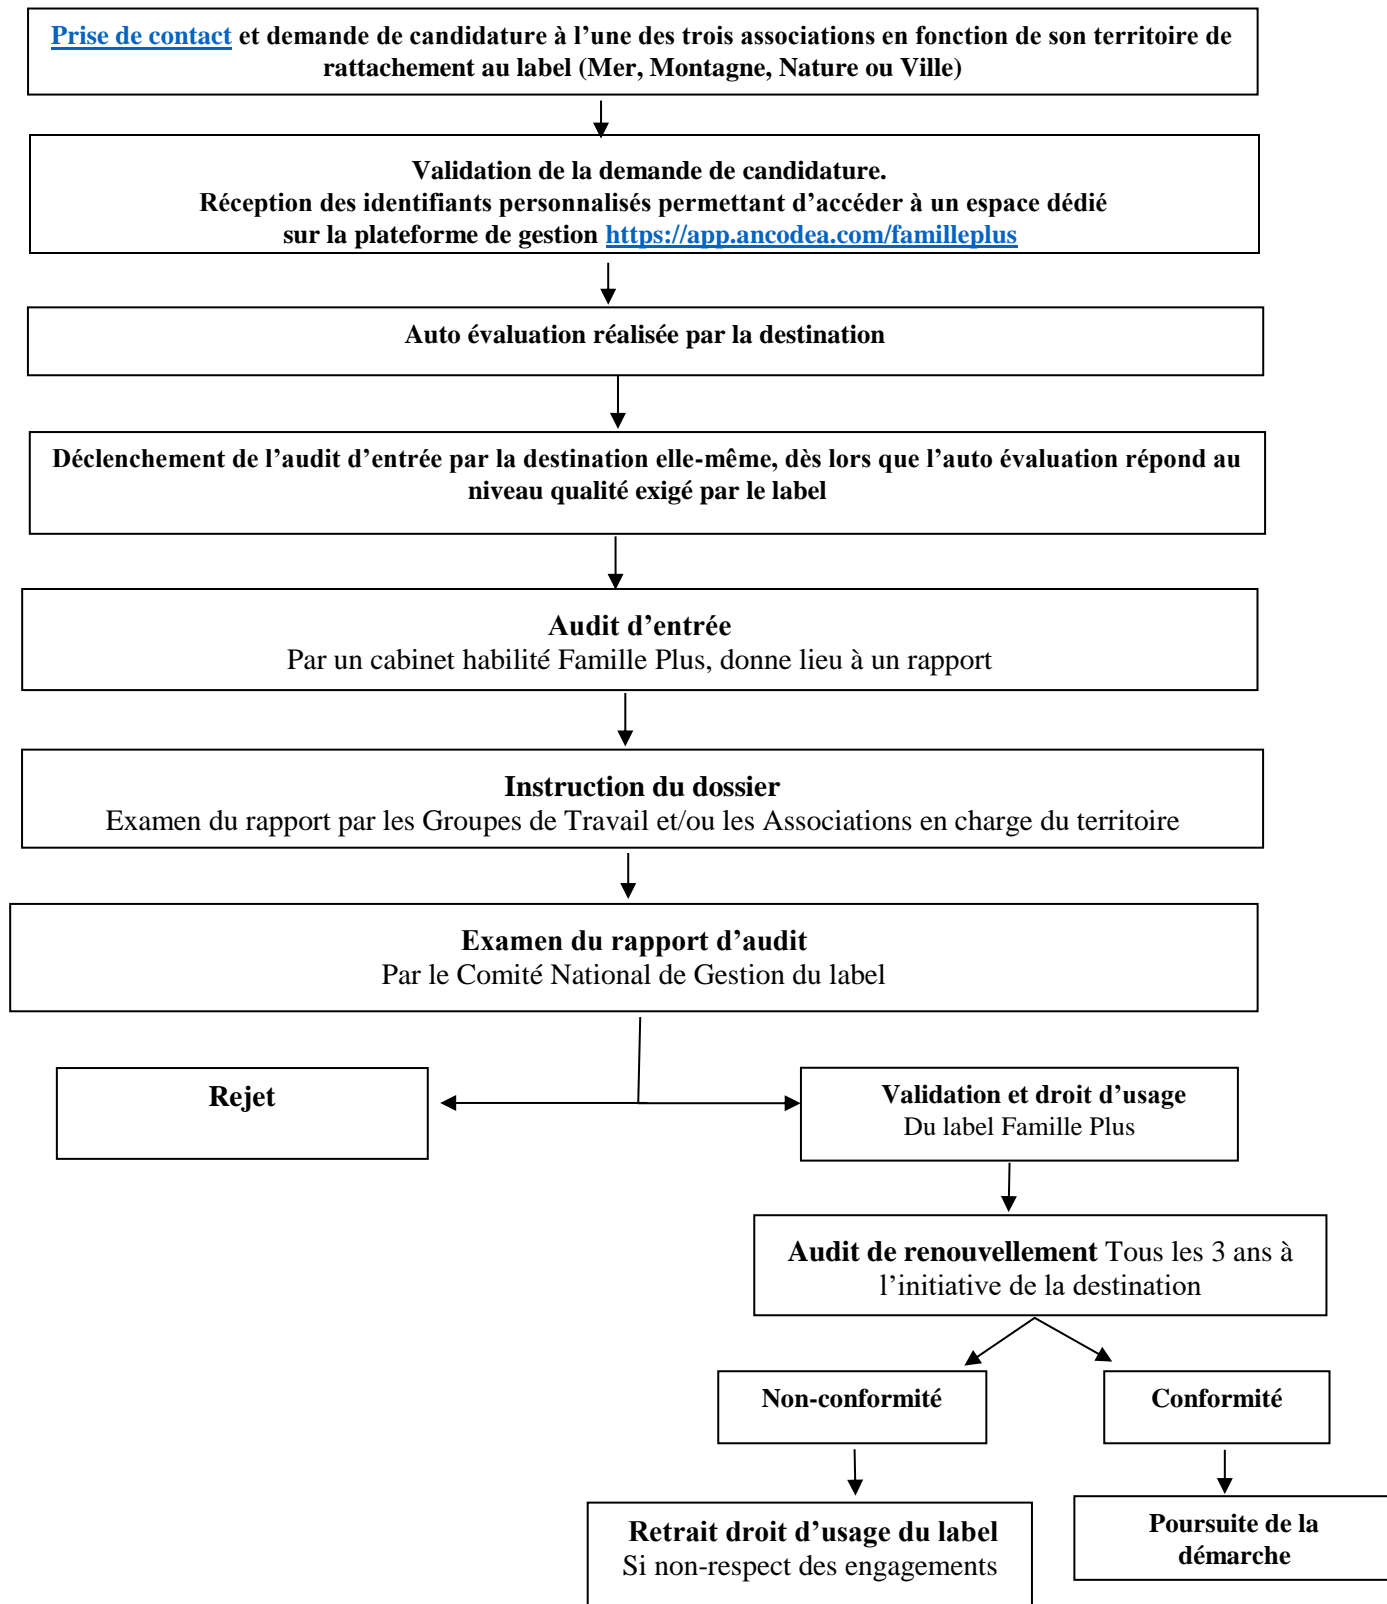 Prise de contact et demande de candidature à l’une des trois associations en fonction de son territoire de
rattachement au label (Mer, Montagne, Nature ou Ville)
Validation de la demande de candidature.
Réception des identifiants personnalisés permettant d’accéder à un espace dédié
sur la plateforme de gestion https://app.ancodea.com/familleplus
Auto évaluation réalisée par la destination
Déclenchement de l’audit d’entrée par la destination elle-même, dès lors que l’auto évaluation répond au
niveau qualité exigé par le label
Audit d’entrée
Par un cabinet habilité Famille Plus, donne lieu à un rapport
Instruction du dossier
Examen du rapport par les Groupes de Travail et/ou les Associations en charge du territoire
Examen du rapport d’audit
Par le Comité National de Gestion du label
Rejet
Validation et droit d’usage
Du label Famille Plus
Audit de renouvellement Tous les 3 ans à
l’initiative de la destination
Non-conformité
Conformité
Retrait droit d’usage du label
Si non-respect des engagements
Poursuite de la
démarche